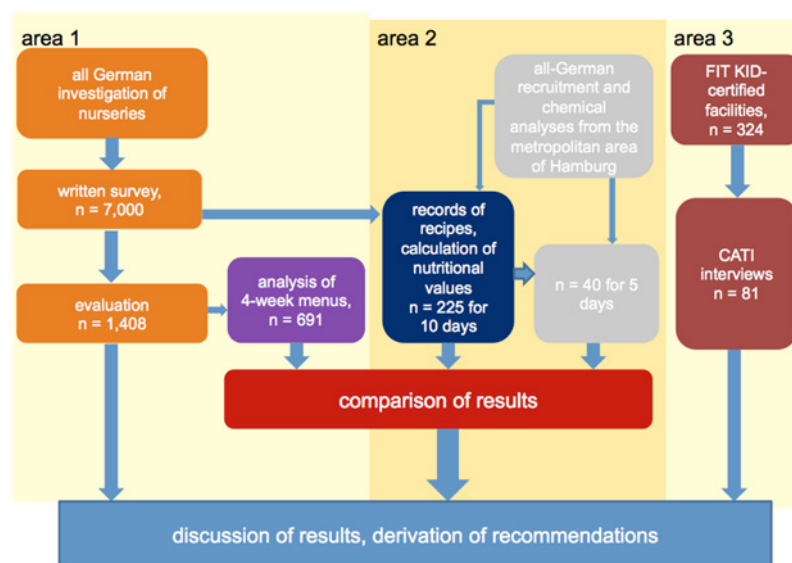 area 1
all German
investigation of
nurseries
written survey,
n = 7,000
evaluation
n = 1,408
analysis of
4-week menus,
n = 691
area 2
all-German
recruitment and
chemical
analyses from the
metropolitan area
of Hamburg
records of
recipes,
calculation of
nutritional
values
n = 225 for
10 days
n = 40 for 5
days
comparison of results
area 3
FIT KID-
certified
facilities,
n = 324
CATI
interviews
n = 81
discussion of results, derivation of recommendations